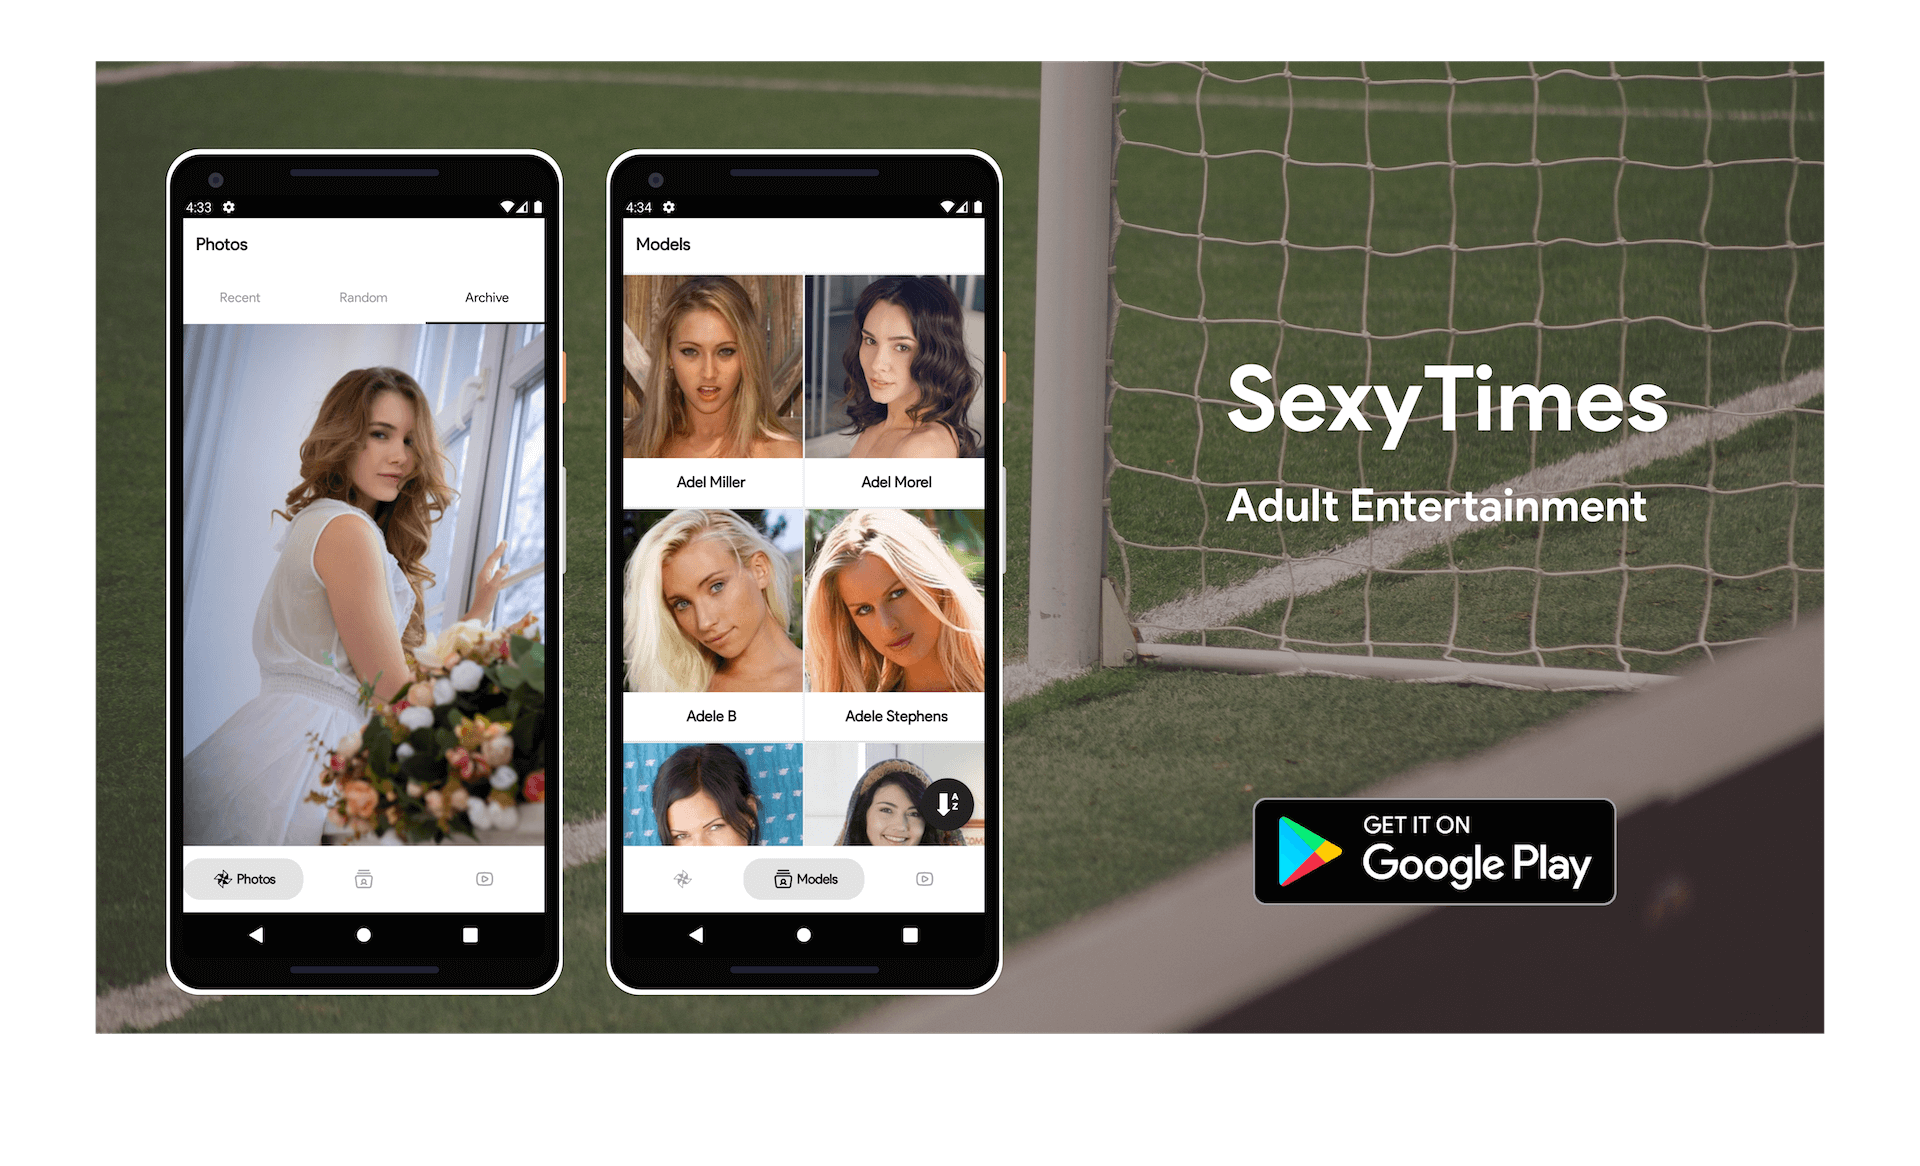 4:33
Photos
Recent
Random
Archive
Photos
4:34
Models
Adel Miller
Adel Morel
Adele B
Adele Stephens
A
Z
Models
SexyTimes
Adult Entertainment
GET IT ON
Google Play